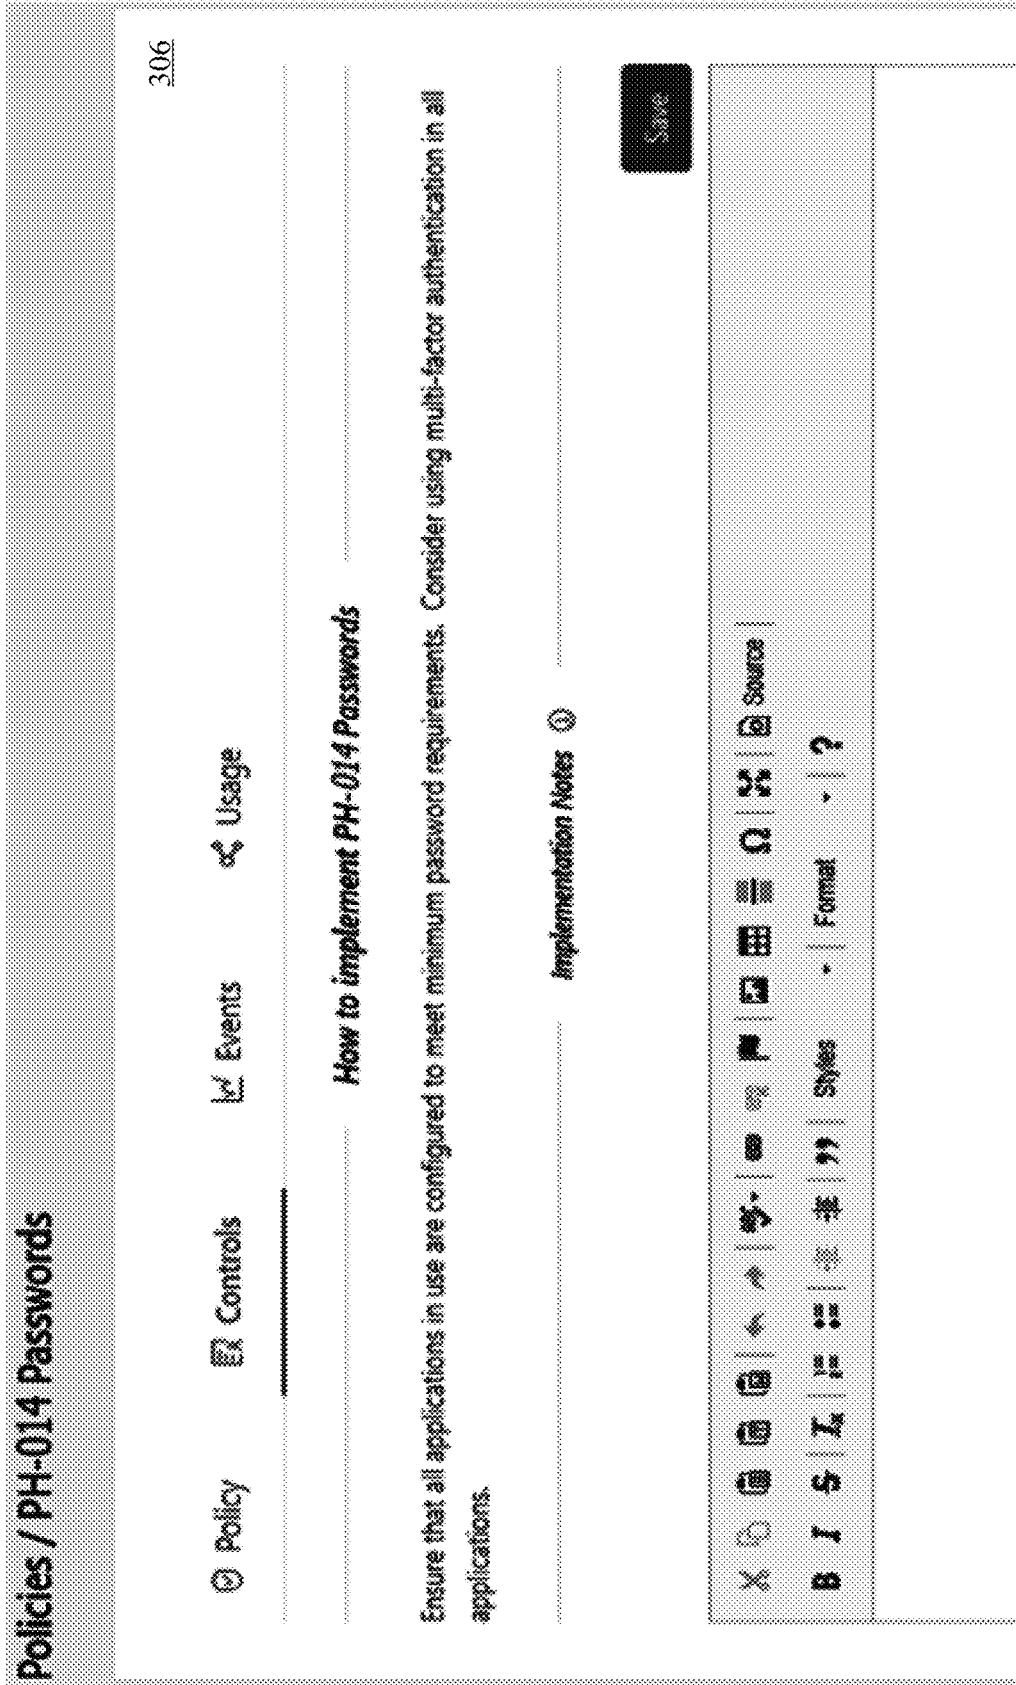 Policies / PH-014 Passwords
306
Policy Controls Events Usage
How to implement PH-014 Passwords
Ensure that all applications in use are configured to meet minimum password requirements. Consider using multi-factor authentication in all
applications.
Implementation Notes
Save
Source
B I S Tx Styles Format ?